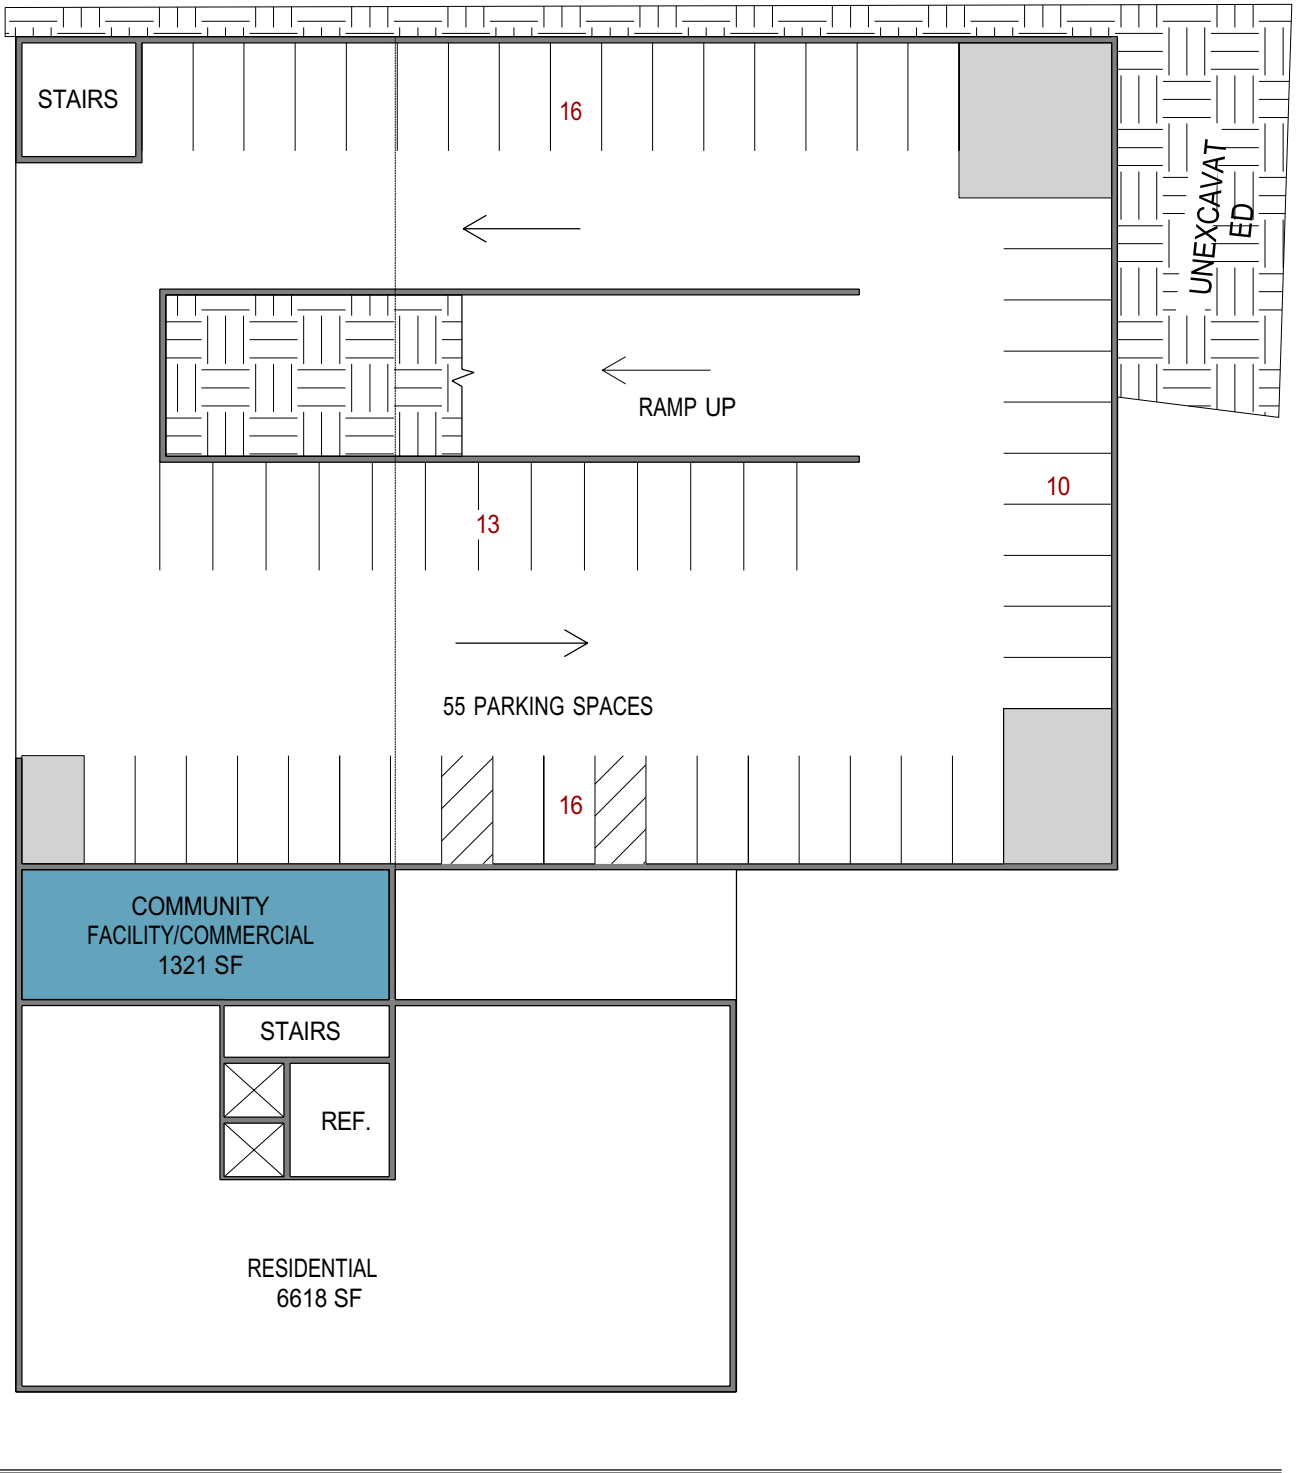 STAIRS
16
UNEXCAVAT
ED
RAMP UP
10
13
55 PARKING SPACES
16
COMMUNITY
FACILITY/COMMERCIAL
1321 SF
STAIRS
REF.
RESIDENTIAL
6618 SF